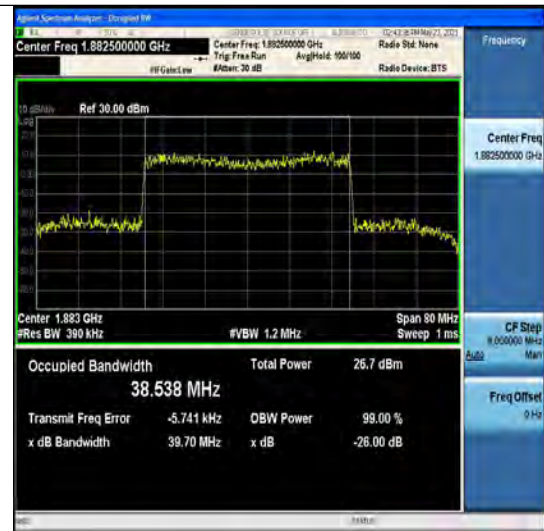 Agilent Spectrum Analyzer - Occupied BW
02:43:
Center Freq 1.882500000 GHz
Center Freq: 1.882500000 GHz
Radio Std: None
Trig: Free Run
Avg|Hold: 100/100
#IFGain:Low
#Atten: 30 dB
Radio Device: BTS
10 dB/div
Ref 30.00 dBm
Log
Center 1.883 GHz
Span 80 MHz
#Res BW 390 kHz
#VBW 1.2 MHz
Sweep 1 ms
Occupied Bandwidth
Total Power
26.7 dBm
38.538 MHz
Transmit Freq Error
-5.741 kHz
OBW Power
99.00 %
x dB Bandwidth
39.70 MHz
x dB
-26.00 dB
Frequency
Center Freq
1.882500000 GHz
CF Step
8.000000 MHz
Auto
Man
Freq Offset
0 Hz
MSG
STATUS